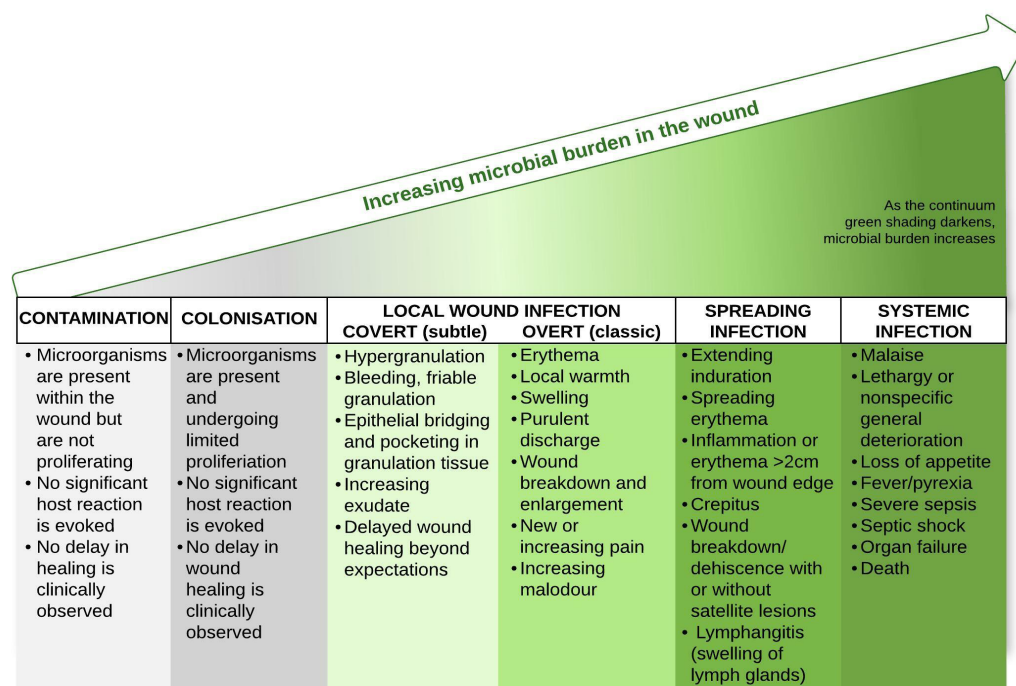 Increasing microbial burden in the wound
As the continuum
green shading darkens,
microbial burden increases
CONTAMINATION
• Microorganisms
are present
within the
wound but
are not
proliferating
• No significant
host reaction
is evoked
• No delay in
healing is
clinically
observed
COLONISATION
• Microorganisms
are present
and
undergoing
limited
proliferiation
• No significant
host reaction
is evoked
• No delay in
wound
healing is
clinically
observed
LOCAL WOUND INFECTION
COVERT (subtle)
• Hypergranulation
• Bleeding, friable
granulation
• Epithelial bridging
and pocketing in
granulation tissue
• Increasing
exudate
• Delayed wound
healing beyond
expectations
OVERT (classic)
• Erythema
• Local warmth
• Swelling
• Purulent
discharge
• Wound
breakdown and
enlargement
• New or
increasing pain
• Increasing
malodour
SPREADING
INFECTION
• Extending
induration
• Spreading
erythema
• Inflammation or
erythema >2cm
from wound edge
• Crepitus
• Wound
breakdown/
dehiscence with
or without
satellite lesions
• Lymphangitis
(swelling of
lymph glands)
SYSTEMIC
INFECTION
• Malaise
• Lethargy or
nonspecific
general
deterioration
• Loss of appetite
• Fever/pyrexia
• Severe sepsis
• Septic shock
• Organ failure
• Death